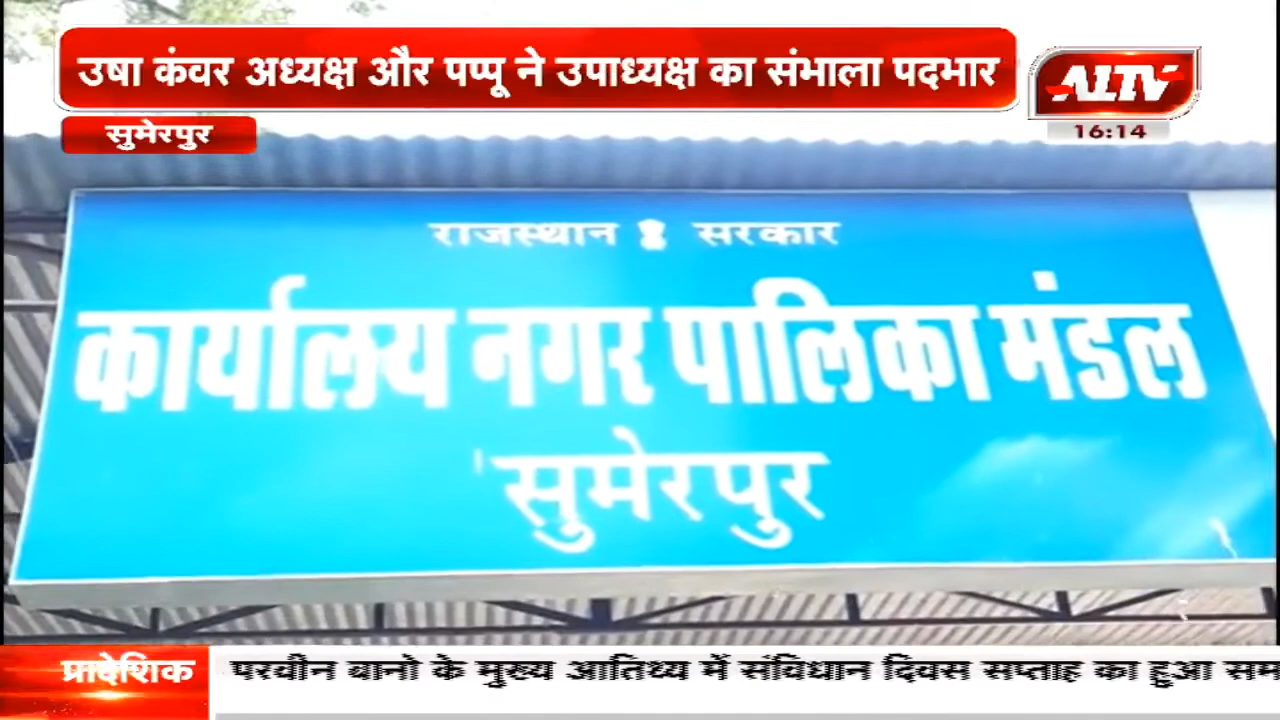 उषा कंवर अध्यक्ष और पप्पू ने उपाध्यक्ष का संभाला पदभार
ALTV
16:14
सुमेरपुर
राजस्थान सरकार
कार्यालय नगर पालिका मंडल
सुमेरपुर
प्रादेशिक
परवीन बानो के मुख्य आतिथ्य में संविधान दिवस सप्ताह का हुआ सम